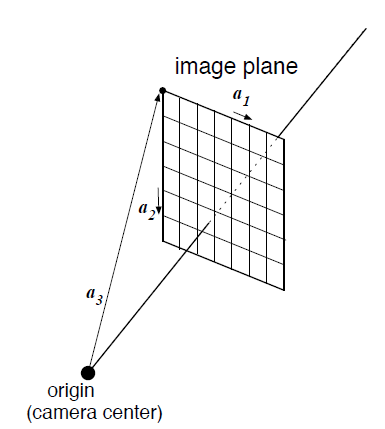 image plane
a1
a2
a3
origin
(camera center)